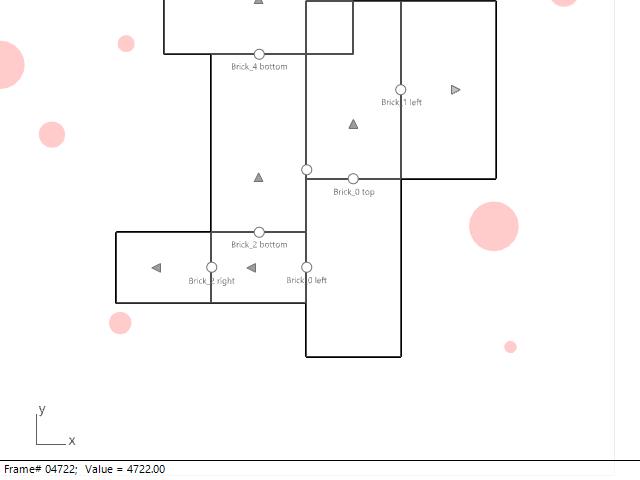 Brick_4 bottom
Brick_1 left
Brick_0 top
Brick_2 bottom
Brick_2 right
Brick_0 left
y
x
Frame# 04722; Value = 4722.00